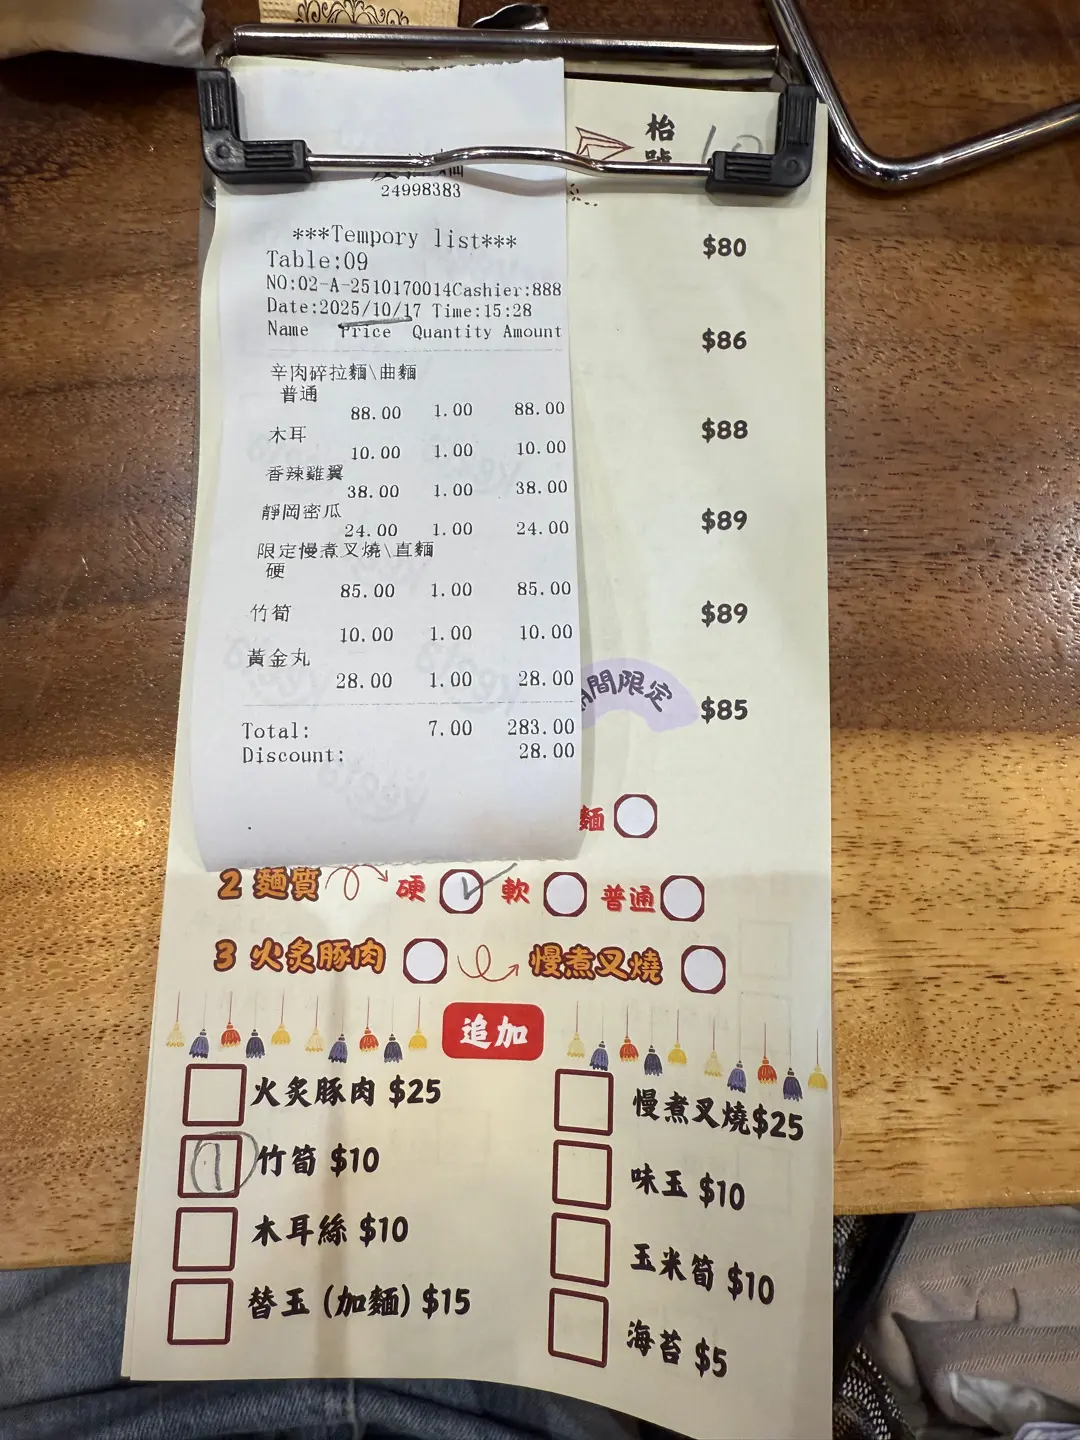 枱號 10
24998383
***Tempory list***
Table:09
NO:02-A-2510170014Cashier:888
Date:2025/10/17 Time:15:28
Name Price Quantity Amount
辛肉碎拉麵\曲麵
普通
88.00 1.00 88.00
木耳
10.00 1.00 10.00
香辣雞翼
38.00 1.00 38.00
靜岡密瓜
24.00 1.00 24.00
限定慢煮叉燒\直麵
硬
85.00 1.00 85.00
竹筍
10.00 1.00 10.00
黃金丸
28.00 1.00 28.00
Total: 7.00 283.00
Discount: 28.00
$80
$86
$88
$89
$89
間限定 $85
麵
2 麵質 硬 軟 普通
3 火炙豚肉 慢煮叉燒
追加
火炙豚肉 $25
慢煮叉燒$25
1 竹筍 $10
味玉 $10
木耳絲 $10
玉米筍 $10
替玉 (加麵) $15
海苔 $5